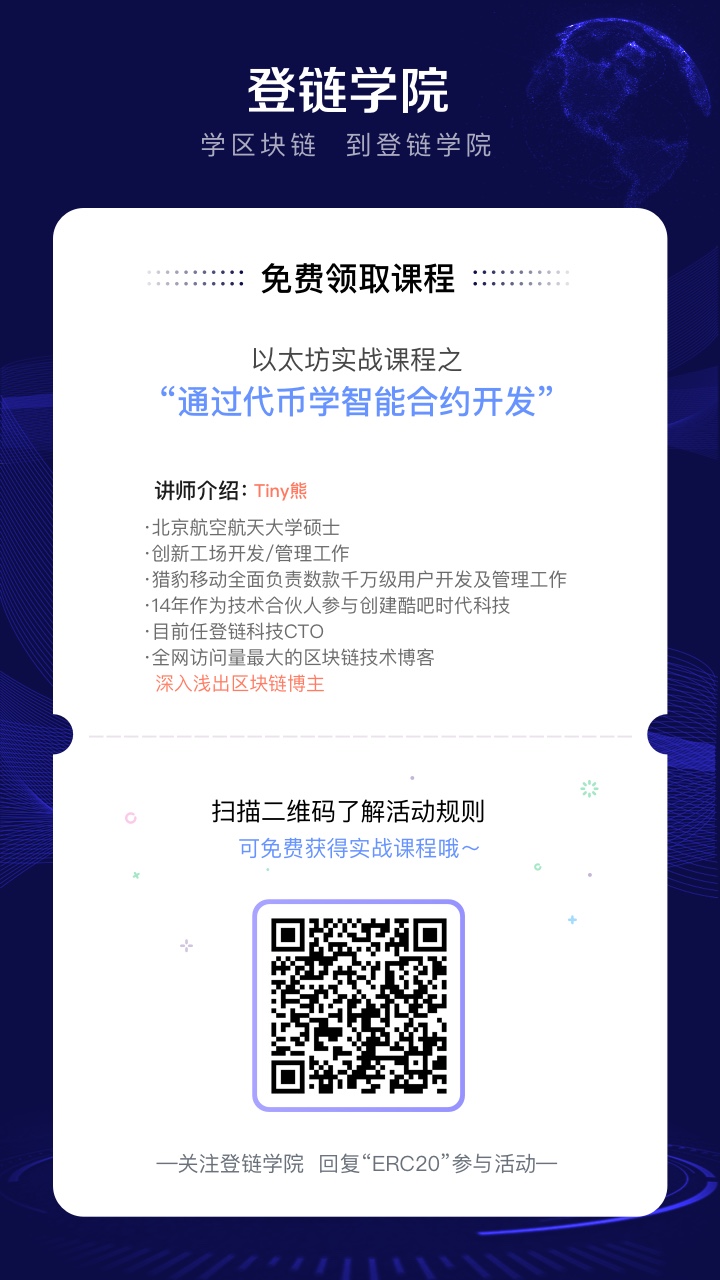 登链学院
学区块链 到登链学院
免费领取课程
以太坊实战课程之
“通过代币学智能合约开发”
讲师介绍：Tiny熊
·北京航空航天大学硕士
·创新工场开发/管理工作
·猎豹移动全面负责数款千万级用户开发及管理工作
·14年作为技术合伙人参与创建酷吧时代科技
·目前任登链科技CTO
·全网访问量最大的区块链技术博客
深入浅出区块链博主
扫描二维码了解活动规则
可免费获得实战课程哦～
—关注登链学院 回复“ERC20”参与活动—